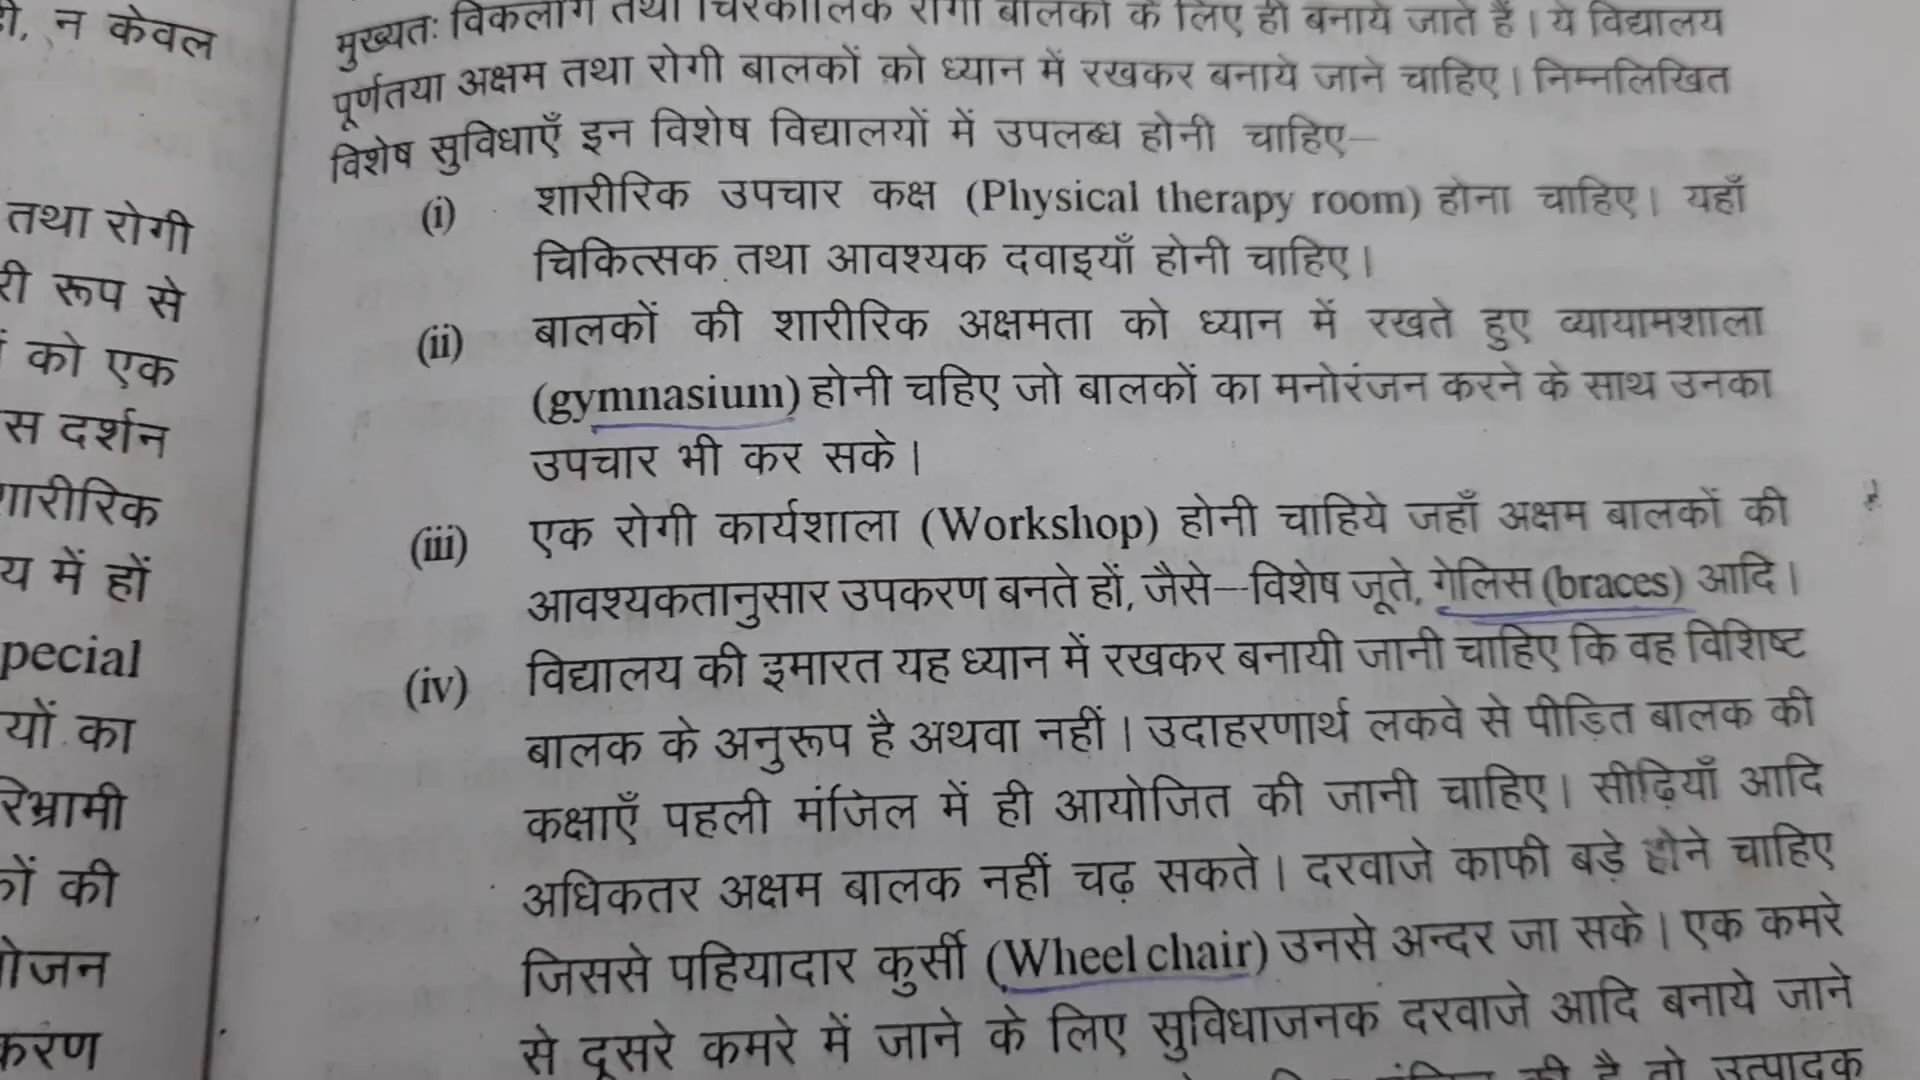 न केवल
तथा रोगी
री रूप से
को एक
स दर्शन
शारीरिक
य में हों
pecial
यों का
रिभ्रामी
कों की
योजन
करण
मुख्यतः विकलांग तथा चिरकालिक रोगी बालकों के लिए ही बनाये जाते हैं। ये विद्यालय
पूर्णतया अक्षम तथा रोगी बालकों को ध्यान में रखकर बनाये जाने चाहिए। निम्नलिखित
विशेष सुविधाएँ इन विशेष विद्यालयों में उपलब्ध होनी चाहिए—
(i) शारीरिक उपचार कक्ष (Physical therapy room) होना चाहिए। यहाँ
चिकित्सक तथा आवश्यक दवाइयाँ होनी चाहिए।
(ii) बालकों की शारीरिक अक्षमता को ध्यान में रखते हुए व्यायामशाला
(gymnasium) होनी चहिए जो बालकों का मनोरंजन करने के साथ उनका
उपचार भी कर सके।
(iii) एक रोगी कार्यशाला (Workshop) होनी चाहिये जहाँ अक्षम बालकों की
आवश्यकतानुसार उपकरण बनते हों, जैसे—विशेष जूते, गेलिस (braces) आदि।
(iv) विद्यालय की इमारत यह ध्यान में रखकर बनायी जानी चाहिए कि वह विशिष्ट
बालक के अनुरूप है अथवा नहीं। उदाहरणार्थ लकवे से पीड़ित बालक की
कक्षाएँ पहली मंजिल में ही आयोजित की जानी चाहिए। सीढ़ियाँ आदि
अधिकतर अक्षम बालक नहीं चढ़ सकते। दरवाजे काफी बड़े होने चाहिए
जिससे पहियादार कुर्सी (Wheel chair) उनसे अन्दर जा सके। एक कमरे
से दूसरे कमरे में जाने के लिए सुविधाजनक दरवाजे आदि बनाये जाने
की है तो उत्पादक